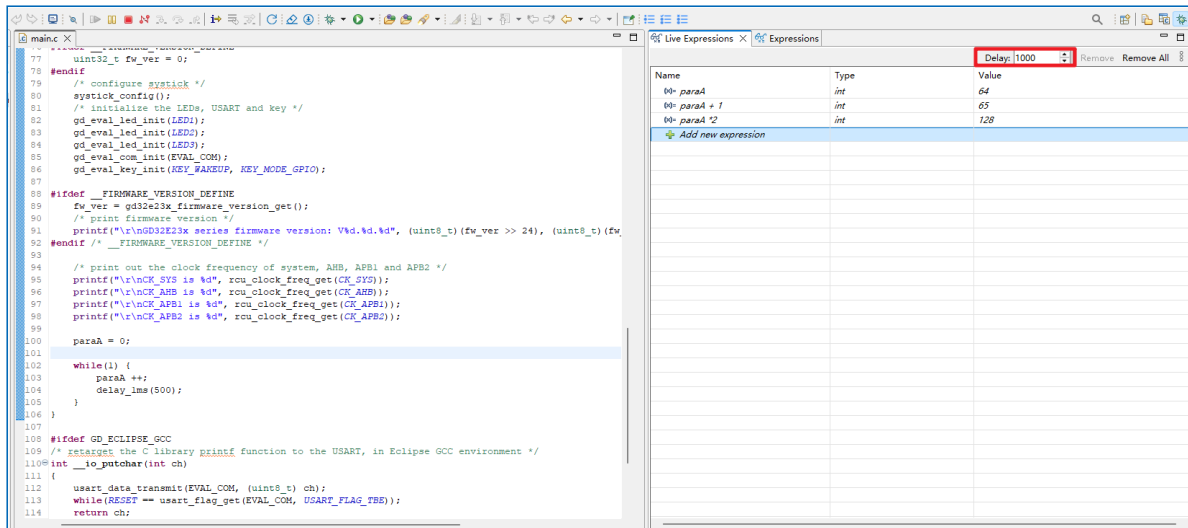 main.c
77 uint32_t fw_ver = 0;
78 #endif
79 /* configure systick */
80 systick_config();
81 /* initialize the LEDs, USART and key */
82 gd_eval_led_init(LED1);
83 gd_eval_led_init(LED2);
84 gd_eval_led_init(LED3);
85 gd_eval_com_init(EVAL_COM);
86 gd_eval_key_init(KEY_WAKEUP, KEY_MODE_GPIO);
87
88 #ifdef __FIRMWARE_VERSION_DEFINE
89 fw_ver = gd32e23x_firmware_version_get();
90 /* print firmware version */
91 printf("\r\nGD32E23x series firmware version: V%d.%d.%d", (uint8_t)(fw_ver >> 24), (uint8_t)(fw_
92 #endif /* __FIRMWARE_VERSION_DEFINE */
93
94 /* print out the clock frequency of system, AHB, APB1 and APB2 */
95 printf("\r\nCK_SYS is %d", rcu_clock_freq_get(CK_SYS));
96 printf("\r\nCK_AHB is %d", rcu_clock_freq_get(CK_AHB));
97 printf("\r\nCK_APB1 is %d", rcu_clock_freq_get(CK_APB1));
98 printf("\r\nCK_APB2 is %d", rcu_clock_freq_get(CK_APB2));
99
100 paraA = 0;
101
102 while(1) {
103 paraA ++;
104 delay_1ms(500);
105 }
106 }
107
108 #ifdef GD_ECLIPSE_GCC
109 /* retarget the C library printf function to the USART, in Eclipse GCC environment */
110 int __io_putchar(int ch)
111 {
112 usart_data_transmit(EVAL_COM, (uint8_t) ch);
113 while(RESET == usart_flag_get(EVAL_COM, USART_FLAG_TBE));
114 return ch;
Live Expressions Expressions
Delay: 1000 Remove Remove All
Name Type Value
(x)= paraA int 64
(x)= paraA + 1 int 65
(x)= paraA *2 int 128
Add new expression